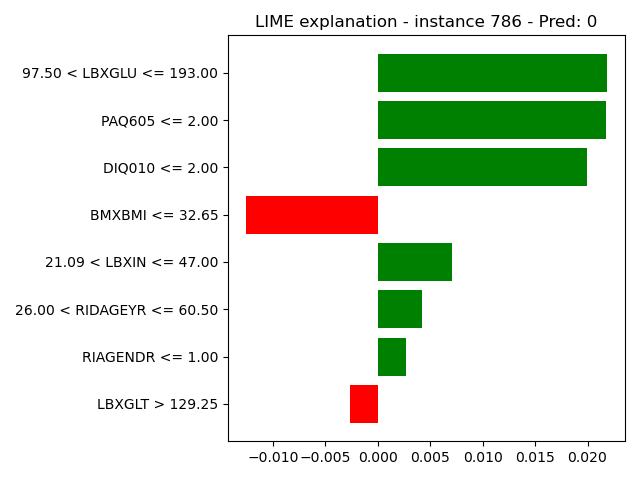 LIME explanation - instance 786 - Pred: 0
97.50 < LBXGLU <= 193.00
PAQ605 <= 2.00
DIQ010 <= 2.00
BMXBMI <= 32.65
21.09 < LBXIN <= 47.00
26.00 < RIDAGEYR <= 60.50
RIAGENDR <= 1.00
LBXGLT > 129.25
−0.010 −0.005 0.000 0.005 0.010 0.015 0.020